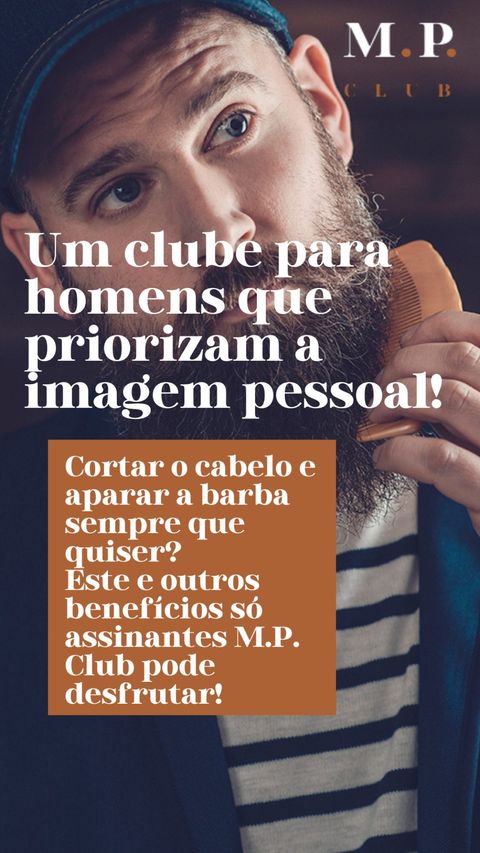 M.P.
CLUB
Um clube para
homens que
priorizam a
imagem pessoal!
Cortar o cabelo e
aparar a barba
sempre que
quiser?
Este e outros
benefícios só
assinantes M.P.
Club pode
desfrutar!